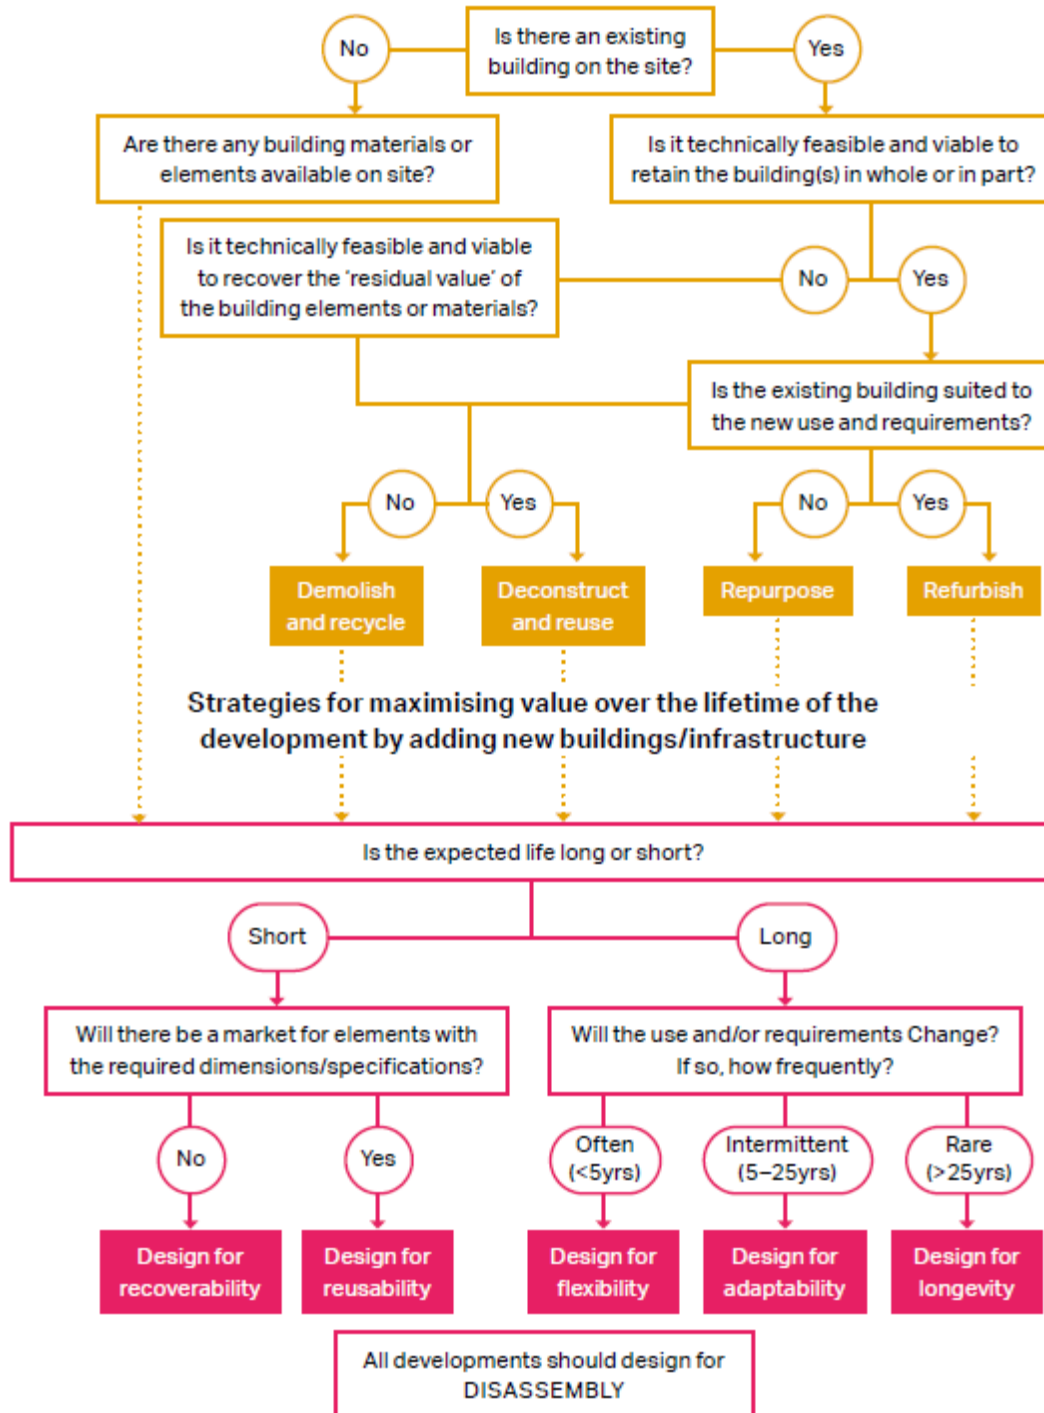 No
Is there an existing
building on the site?
Yes
Are there any building materials or
elements available on site?
Is it technically feasible and viable to
retain the building(s) in whole or in part?
Is it technically feasible and viable
to recover the ‘residual value’ of
the building elements or materials?
No
Yes
Is the existing building suited to
the new use and requirements?
No
Yes
No
Yes
Demolish
and recycle
Deconstruct
and reuse
Repurpose
Refurbish
Strategies for maximising value over the lifetime of the
development by adding new buildings/infrastructure
Is the expected life long or short?
Short
Long
Will there be a market for elements with
the required dimensions/specifications?
Will the use and/or requirements Change?
If so, how frequently?
No
Yes
Often
(<5yrs)
Intermittent
(5–25yrs)
Rare
(>25yrs)
Design for
recoverability
Design for
reusability
Design for
flexibility
Design for
adaptability
Design for
longevity
All developments should design for
DISASSEMBLY